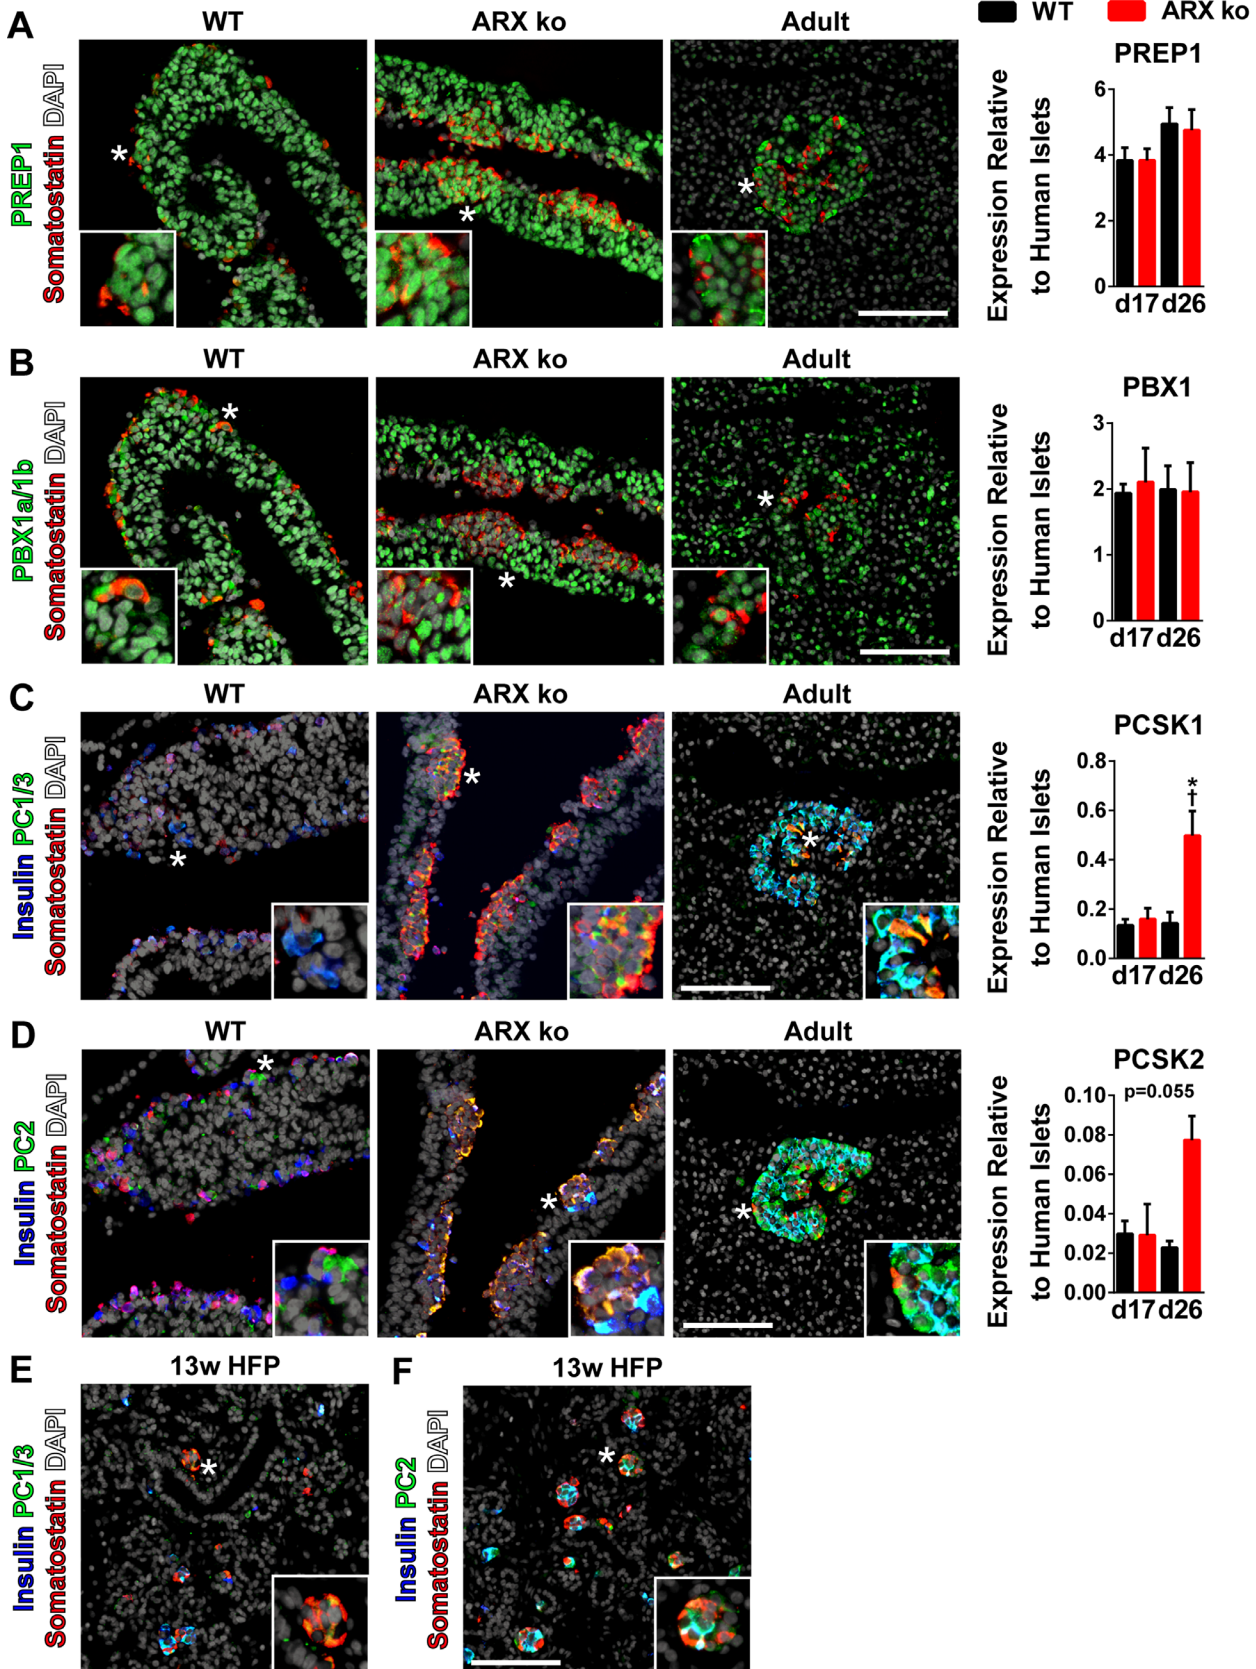 A
WT
ARX ko
Adult
WT
ARX ko
PREP1
Somatostatin DAPI
*
*
*
PREP1
Expression Relative
to Human Islets
6
4
2
0
d17 d26
B
WT
ARX ko
Adult
PBX1a/1b
Somatostatin DAPI
*
*
*
PBX1
Expression Relative
to Human Islets
3
2
1
0
d17 d26
C
WT
ARX ko
Adult
Insulin PC1/3
Somatostatin DAPI
*
*
*
PCSK1
Expression Relative
to Human Islets
0.8
0.6
0.4
0.2
0.0
*
†
d17 d26
D
WT
ARX ko
Adult
Insulin PC2
Somatostatin DAPI
*
*
*
PCSK2
p=0.055
Expression Relative
to Human Islets
0.10
0.08
0.06
0.04
0.02
0.00
d17 d26
E
13w HFP
Insulin PC1/3
Somatostatin DAPI
*
F
13w HFP
Insulin PC2
Somatostatin DAPI
*